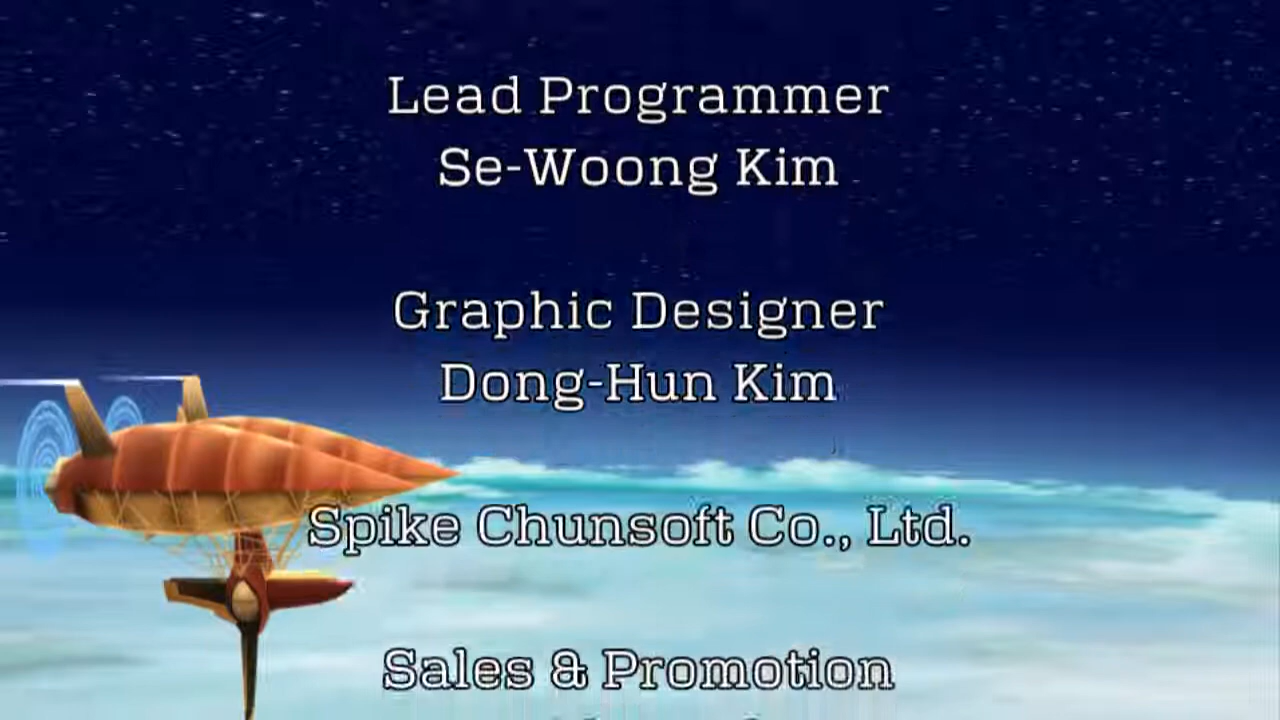 Lead Programmer
Se-Woong Kim
Graphic Designer
Dong-Hun Kim
Spike Chunsoft Co., Ltd.
Sales & Promotion